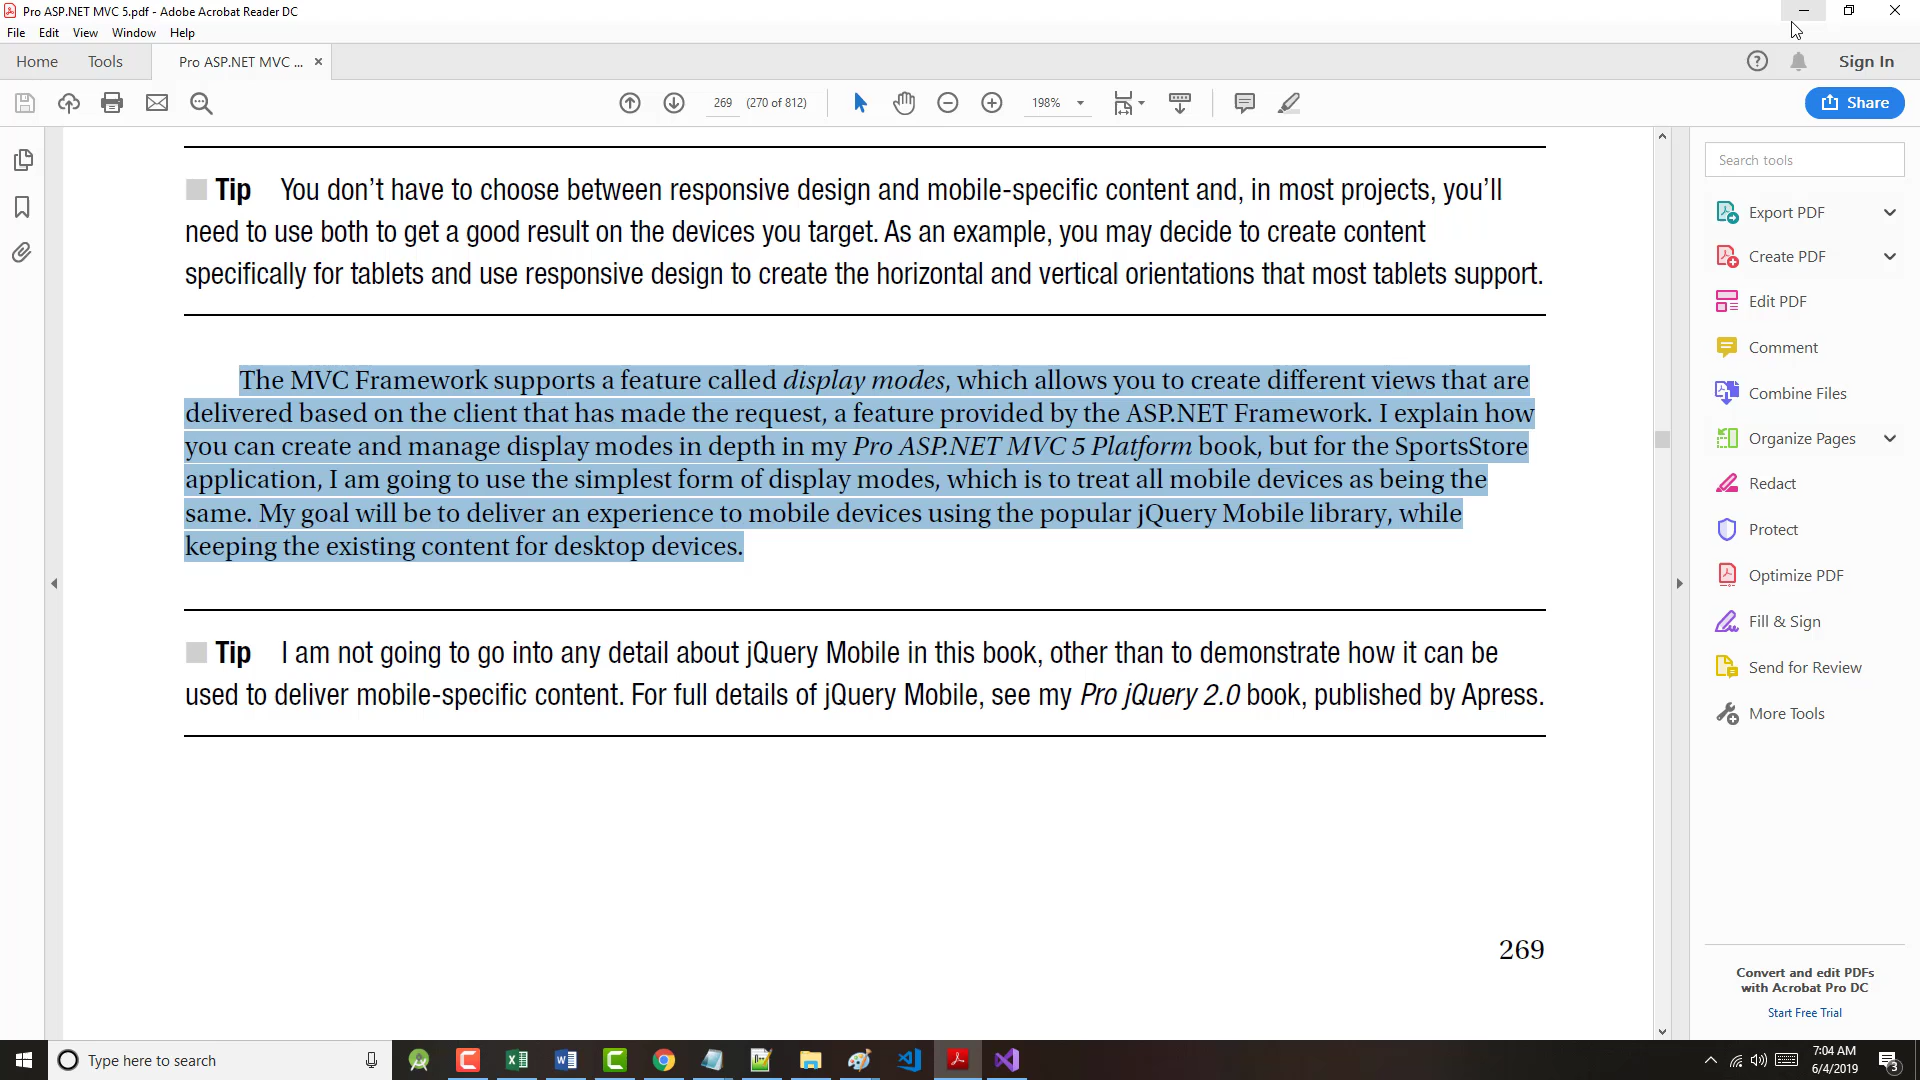 Pro ASP.NET MVC 5.pdf - Adobe Acrobat Reader DC
File Edit View Window Help
Home Tools Pro ASP.NET MVC ... × Sign In
269 (270 of 812) 198% Share
Tip You don't have to choose between responsive design and mobile-specific content and, in most projects, you'll
need to use both to get a good result on the devices you target. As an example, you may decide to create content
specifically for tablets and use responsive design to create the horizontal and vertical orientations that most tablets support.
The MVC Framework supports a feature called display modes, which allows you to create different views that are
delivered based on the client that has made the request, a feature provided by the ASP.NET Framework. I explain how
you can create and manage display modes in depth in my Pro ASP.NET MVC 5 Platform book, but for the SportsStore
application, I am going to use the simplest form of display modes, which is to treat all mobile devices as being the
same. My goal will be to deliver an experience to mobile devices using the popular jQuery Mobile library, while
keeping the existing content for desktop devices.
Tip I am not going to go into any detail about jQuery Mobile in this book, other than to demonstrate how it can be
used to deliver mobile-specific content. For full details of jQuery Mobile, see my Pro jQuery 2.0 book, published by Apress.
269
Search tools
Export PDF
Create PDF
Edit PDF
Comment
Combine Files
Organize Pages
Redact
Protect
Optimize PDF
Fill & Sign
Send for Review
More Tools
Convert and edit PDFs
with Acrobat Pro DC
Start Free Trial
Type here to search
7:04 AM
6/4/2019
3